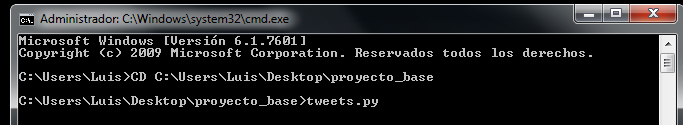 Administrador: C:\Windows\system32\cmd.exe
Microsoft Windows [Versión 6.1.7601]
Copyright (c) 2009 Microsoft Corporation. Reservados todos los derechos.
C:\Users\Luis>CD C:\Users\Luis\Desktop\proyecto_base
C:\Users\Luis\Desktop\proyecto_base>tweets.py